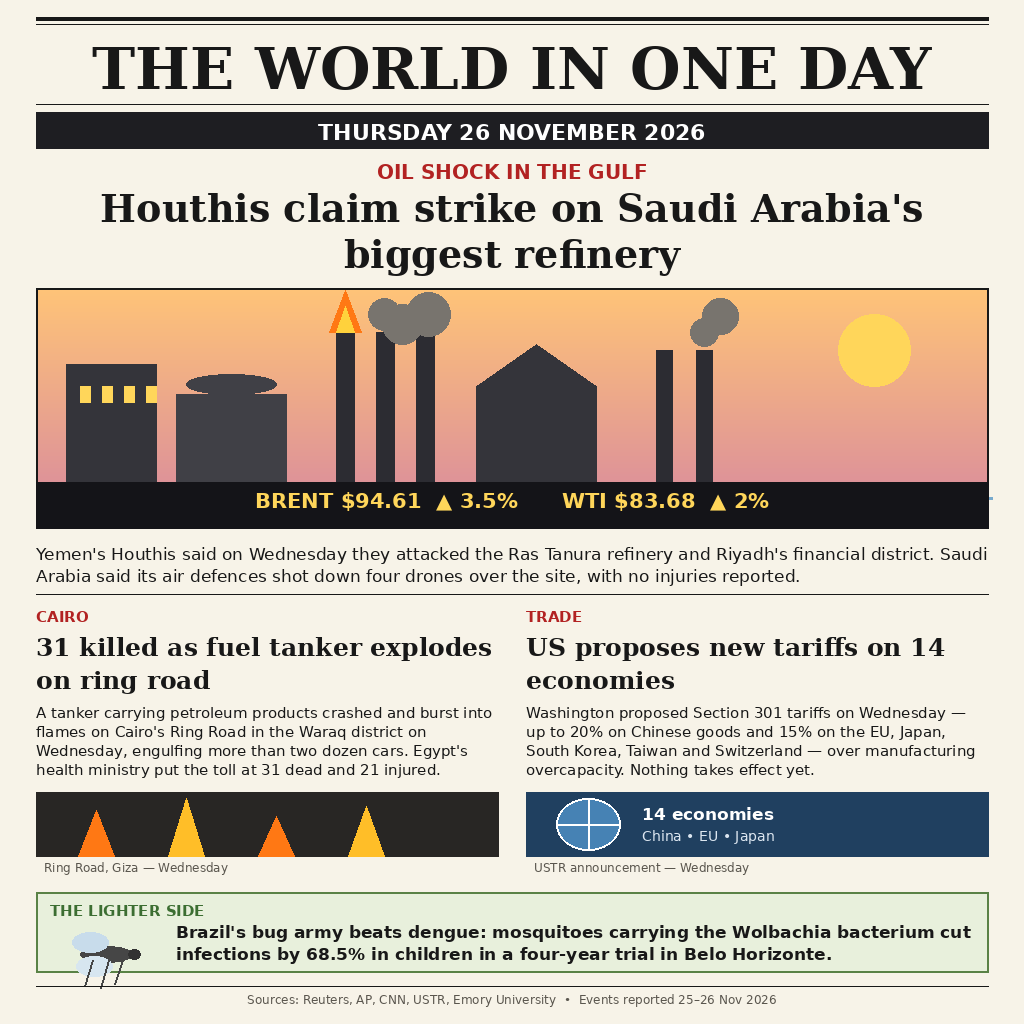 THE WORLD IN ONE DAY
THURSDAY 26 NOVEMBER 2026
OIL SHOCK IN THE GULF
Houthis claim strike on Saudi Arabia's
biggest refinery
BRENT $94.61 ▲ 3.5% WTI $83.68 ▲ 2%
Yemen's Houthis said on Wednesday they attacked the Ras Tanura refinery and Riyadh's financial district. Saudi
Arabia said its air defences shot down four drones over the site, with no injuries reported.
CAIRO
31 killed as fuel tanker explodes
on ring road
A tanker carrying petroleum products crashed and burst into
flames on Cairo's Ring Road in the Waraq district on
Wednesday, engulfing more than two dozen cars. Egypt's
health ministry put the toll at 31 dead and 21 injured.
Ring Road, Giza — Wednesday
TRADE
US proposes new tariffs on 14
economies
Washington proposed Section 301 tariffs on Wednesday —
up to 20% on Chinese goods and 15% on the EU, Japan,
South Korea, Taiwan and Switzerland — over manufacturing
overcapacity. Nothing takes effect yet.
14 economies
China • EU • Japan
USTR announcement — Wednesday
THE LIGHTER SIDE
Brazil's bug army beats dengue: mosquitoes carrying the Wolbachia bacterium cut
infections by 68.5% in children in a four-year trial in Belo Horizonte.
Sources: Reuters, AP, CNN, USTR, Emory University • Events reported 25–26 Nov 2026